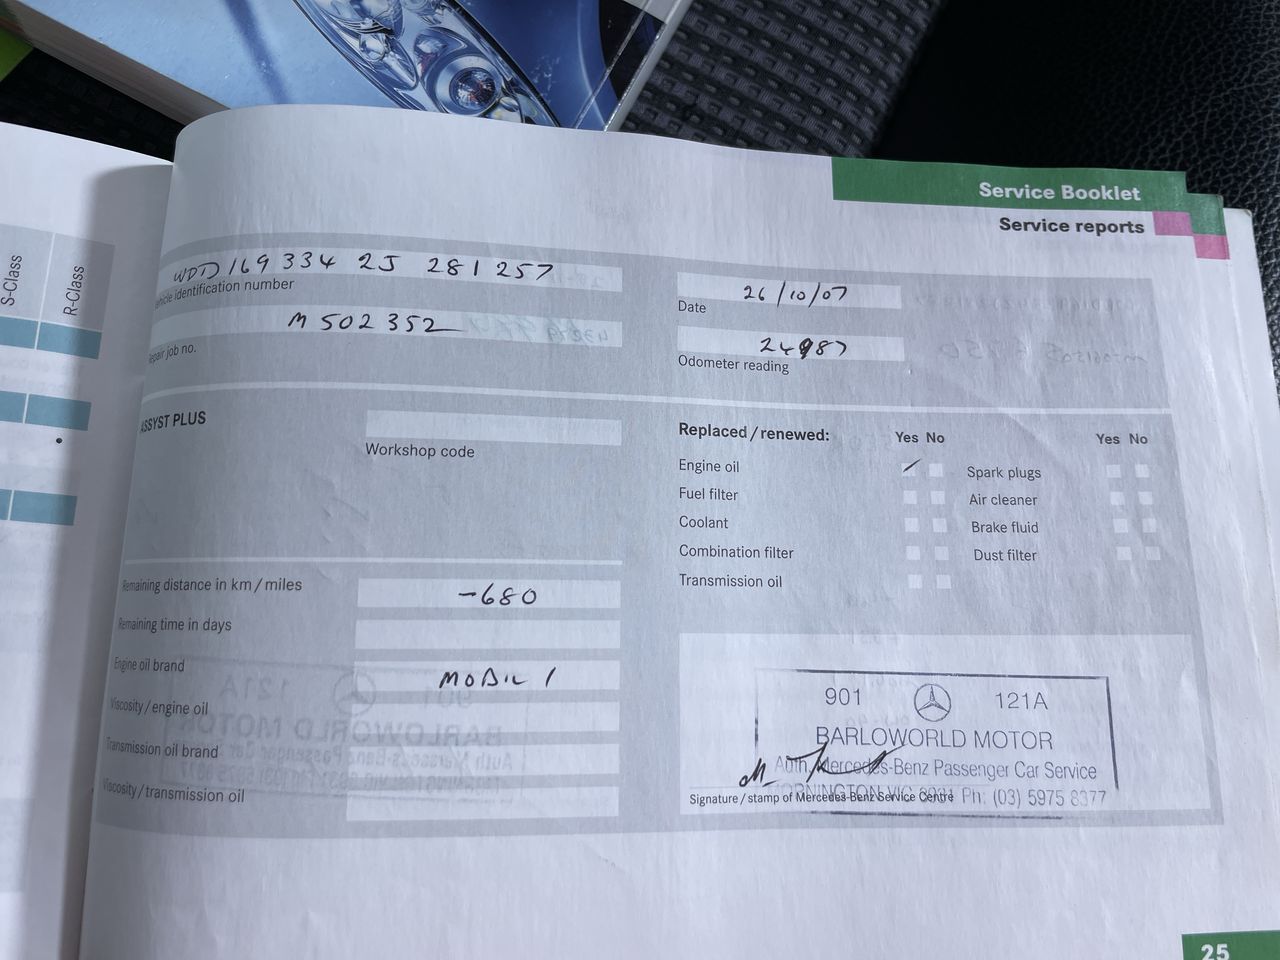 Service Booklet
Service reports
S-Class
R-Class
WDD 169 334 2J 281 257
vehicle identification number
M 502 352
Repair job no.
Date
26/10/07
Odometer reading
24987
ASSYST PLUS
Workshop code
Remaining distance in km / miles
-680
Remaining time in days
Engine oil brand
MOBIL 1
Viscosity / engine oil
Transmission oil brand
Viscosity / transmission oil
Replaced / renewed:
Yes No
Yes No
Engine oil
Spark plugs
Fuel filter
Air cleaner
Coolant
Brake fluid
Combination filter
Dust filter
Transmission oil
901 121A
BARLOWORLD MOTOR
Auth. Mercedes-Benz Passenger Car Service
MORNINGTON VIC 3931 Ph: (03) 5975 8377
Signature / stamp of Mercedes-Benz Service Centre
25